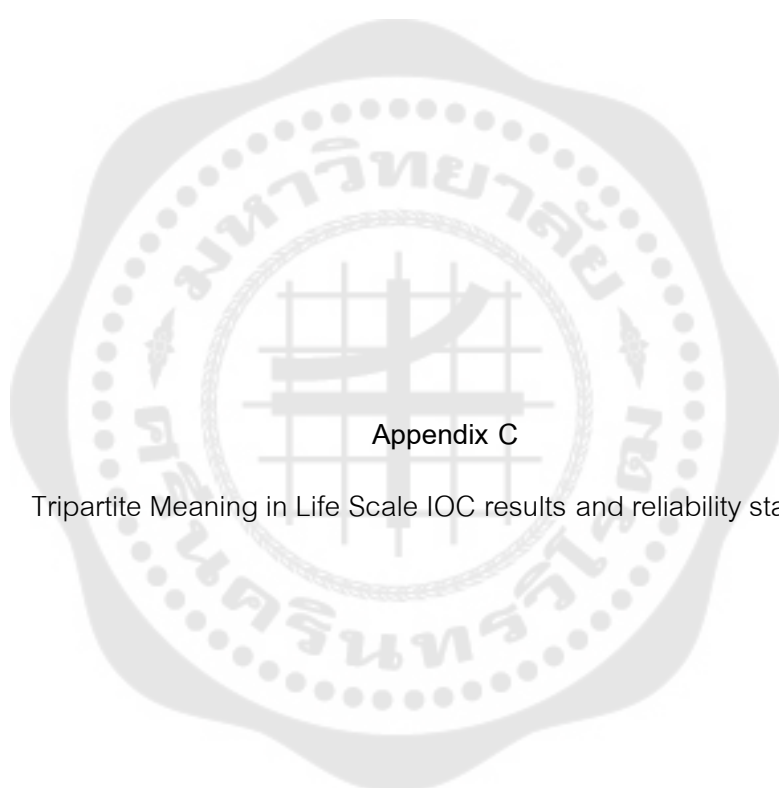 มหาวิทยาลัย
Appendix C
Tripartite Meaning in Life Scale IOC results and reliability sta
ศรีนครินทรวิโรฒ